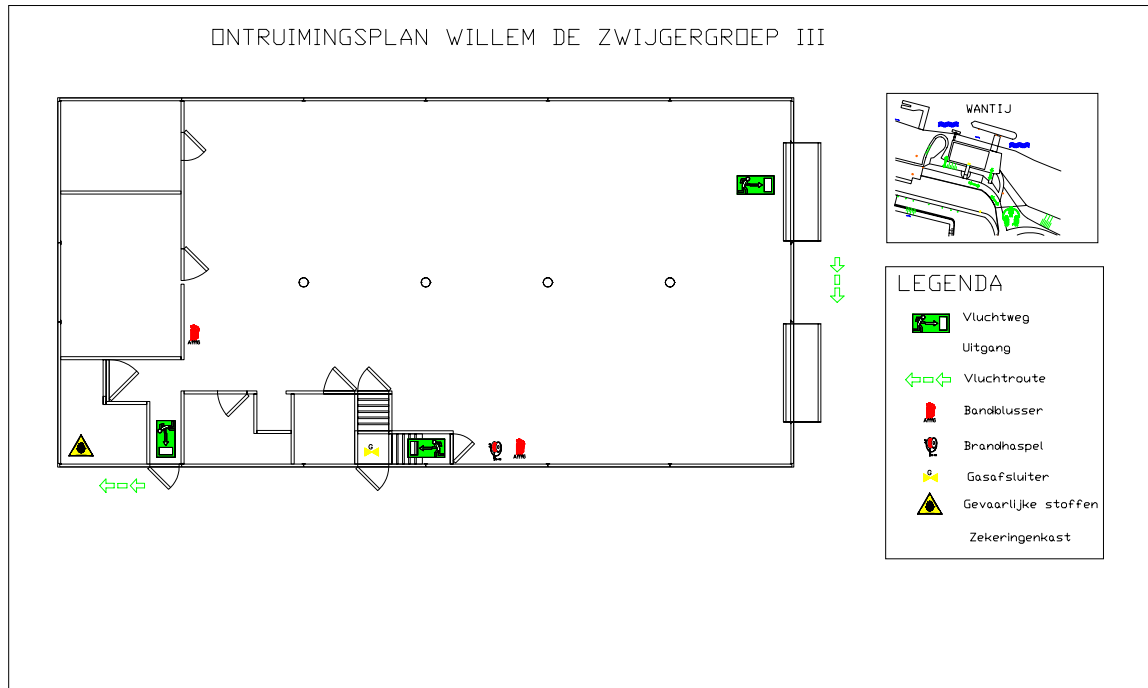 ONTRUIMINGSPLAN WILLEM DE ZWIJGERGROEP III
WANTIJ
LEGENDA
Vluchtweg
Uitgang
Vluchtroute
Bandblusser
Brandhaspel
G
Gasafsluiter
Gevaarlijke stoffen
Zekeringenkast
G